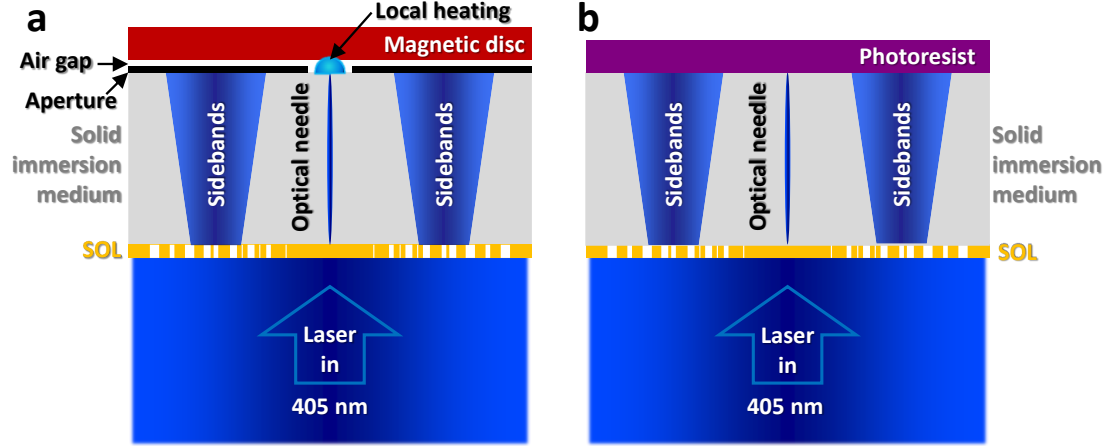 a
Local heating
Magnetic disc
Air gap
Aperture
Solid
immersion
medium
Sidebands
Optical needle
Sidebands
SOL
Laser
in
405 nm
b
Photoresist
Sidebands
Optical needle
Sidebands
Solid
immersion
medium
SOL
Laser
in
405 nm